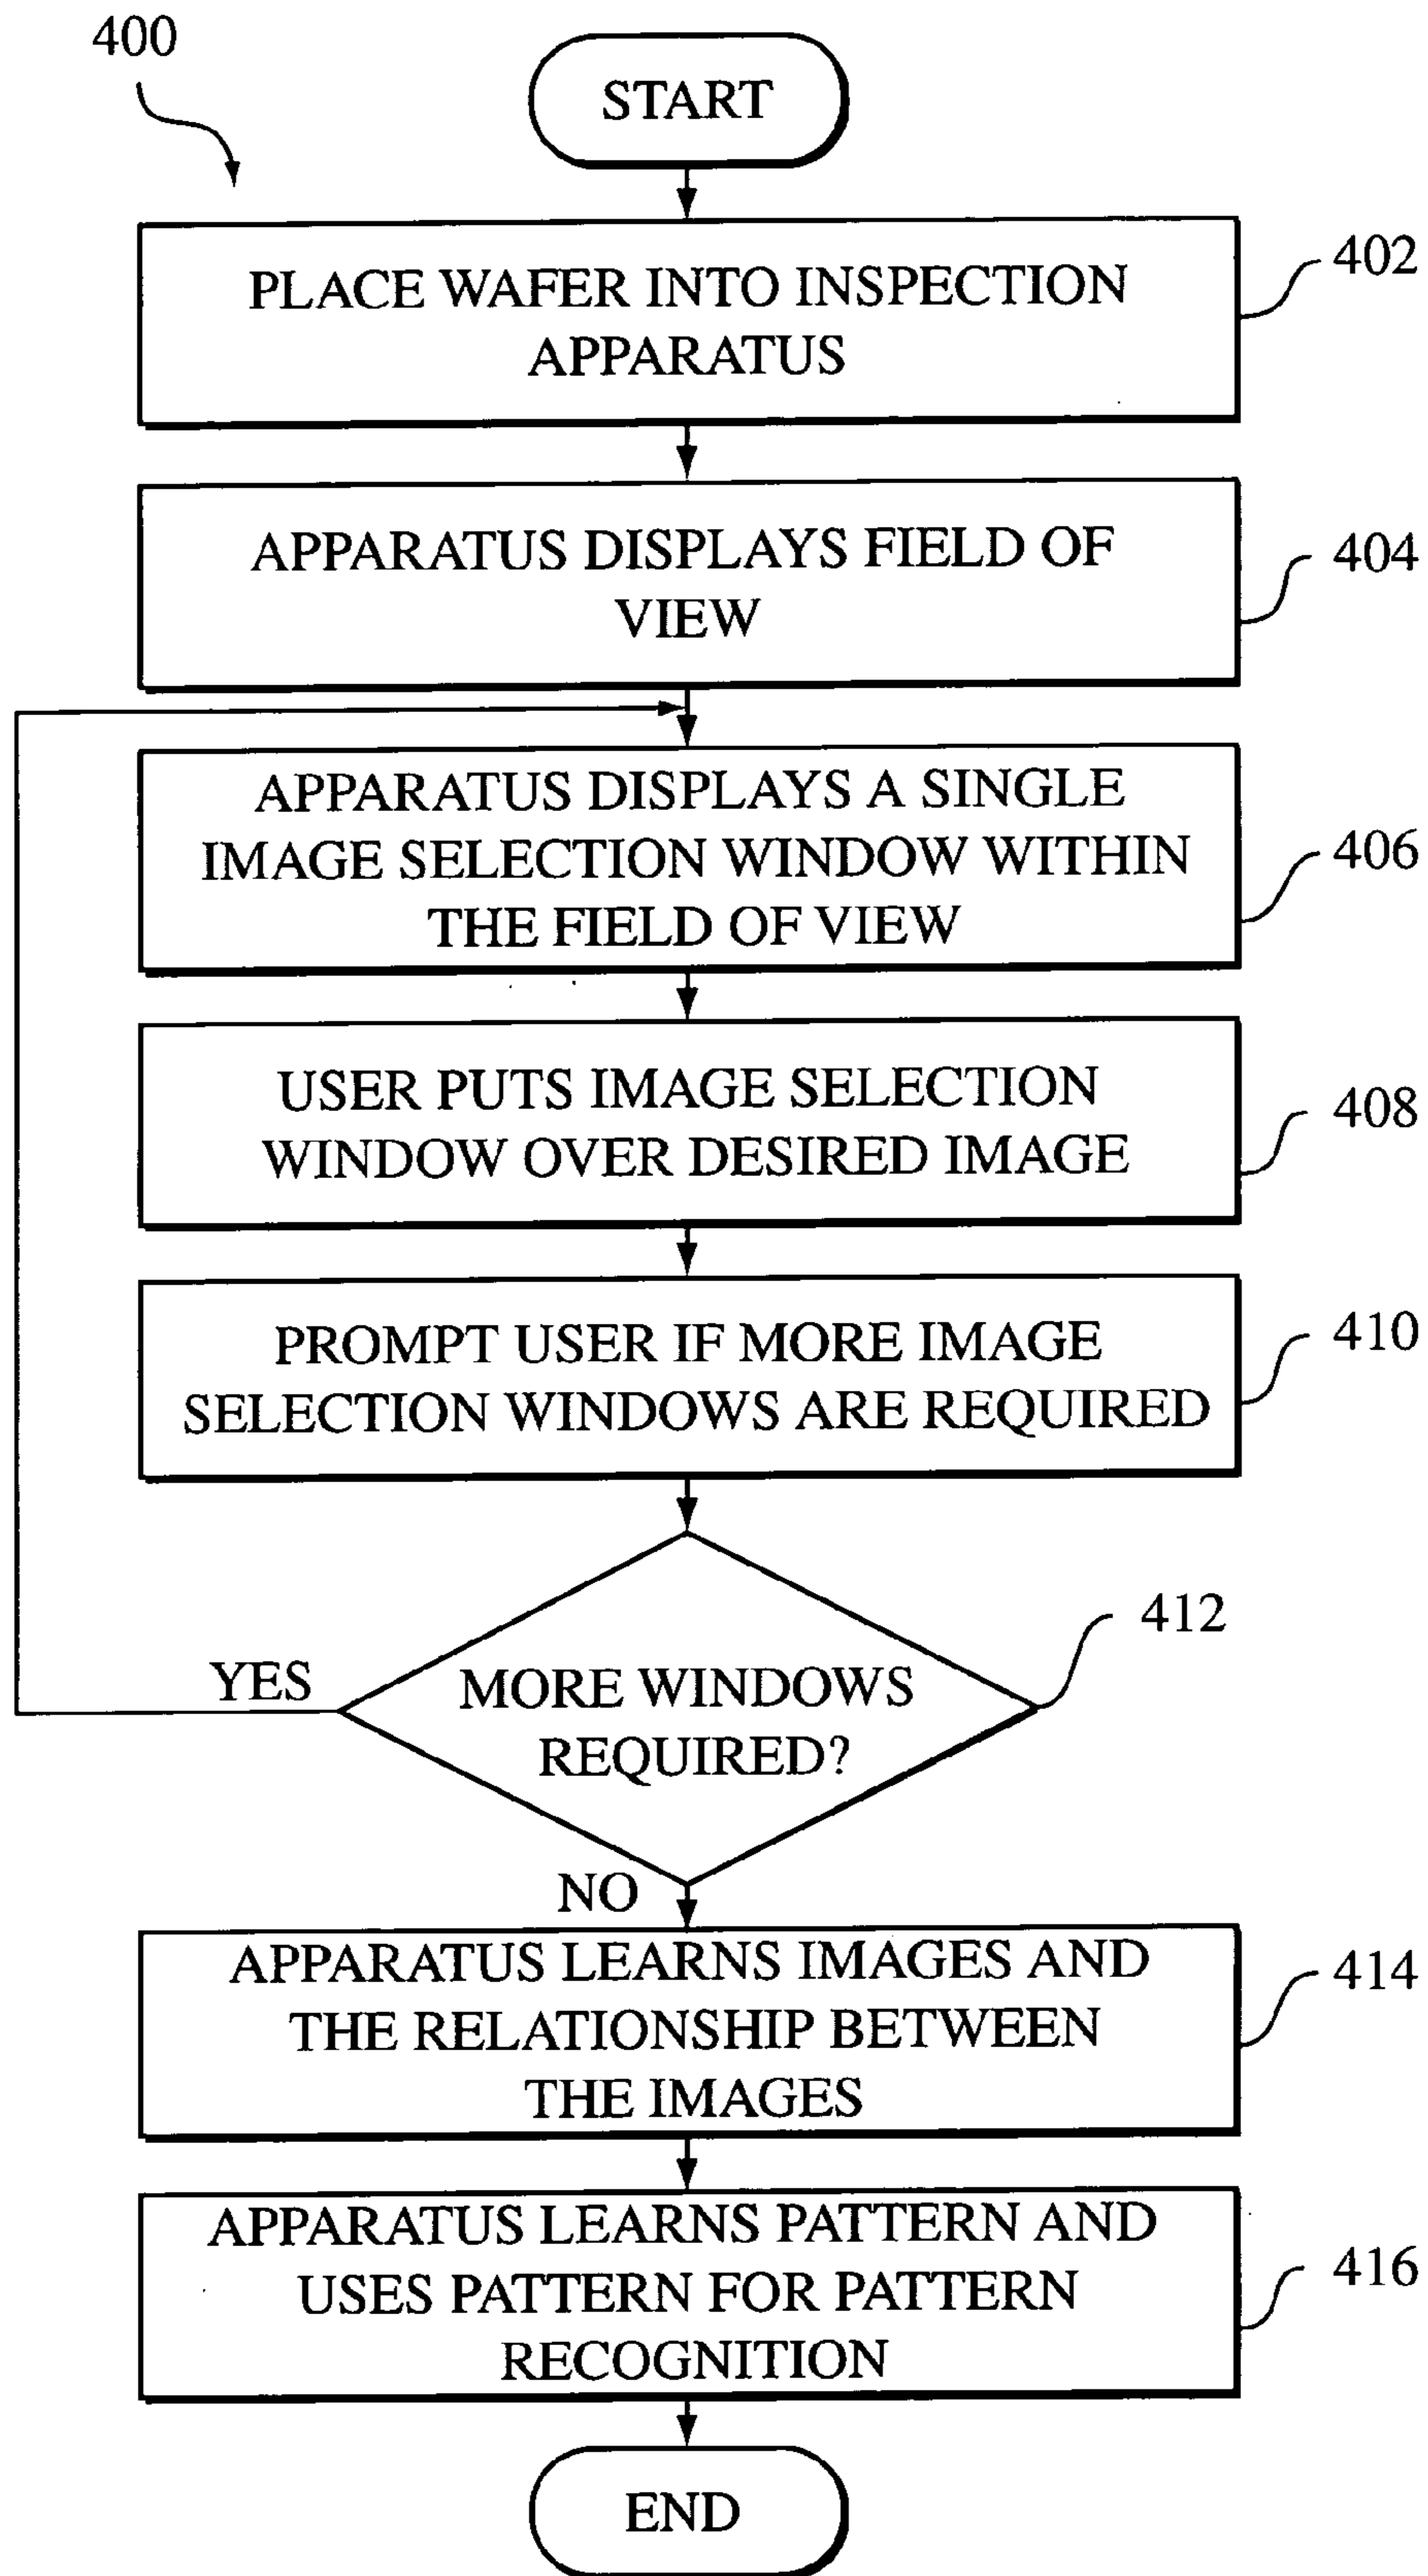 400
START
PLACE WAFER INTO INSPECTION
APPARATUS
402
APPARATUS DISPLAYS FIELD OF
VIEW
404
APPARATUS DISPLAYS A SINGLE
IMAGE SELECTION WINDOW WITHIN
THE FIELD OF VIEW
406
USER PUTS IMAGE SELECTION
WINDOW OVER DESIRED IMAGE
408
PROMPT USER IF MORE IMAGE
SELECTION WINDOWS ARE REQUIRED
410
412
YES
MORE WINDOWS
REQUIRED?
NO
APPARATUS LEARNS IMAGES AND
THE RELATIONSHIP BETWEEN
THE IMAGES
414
APPARATUS LEARNS PATTERN AND
USES PATTERN FOR PATTERN
RECOGNITION
416
END